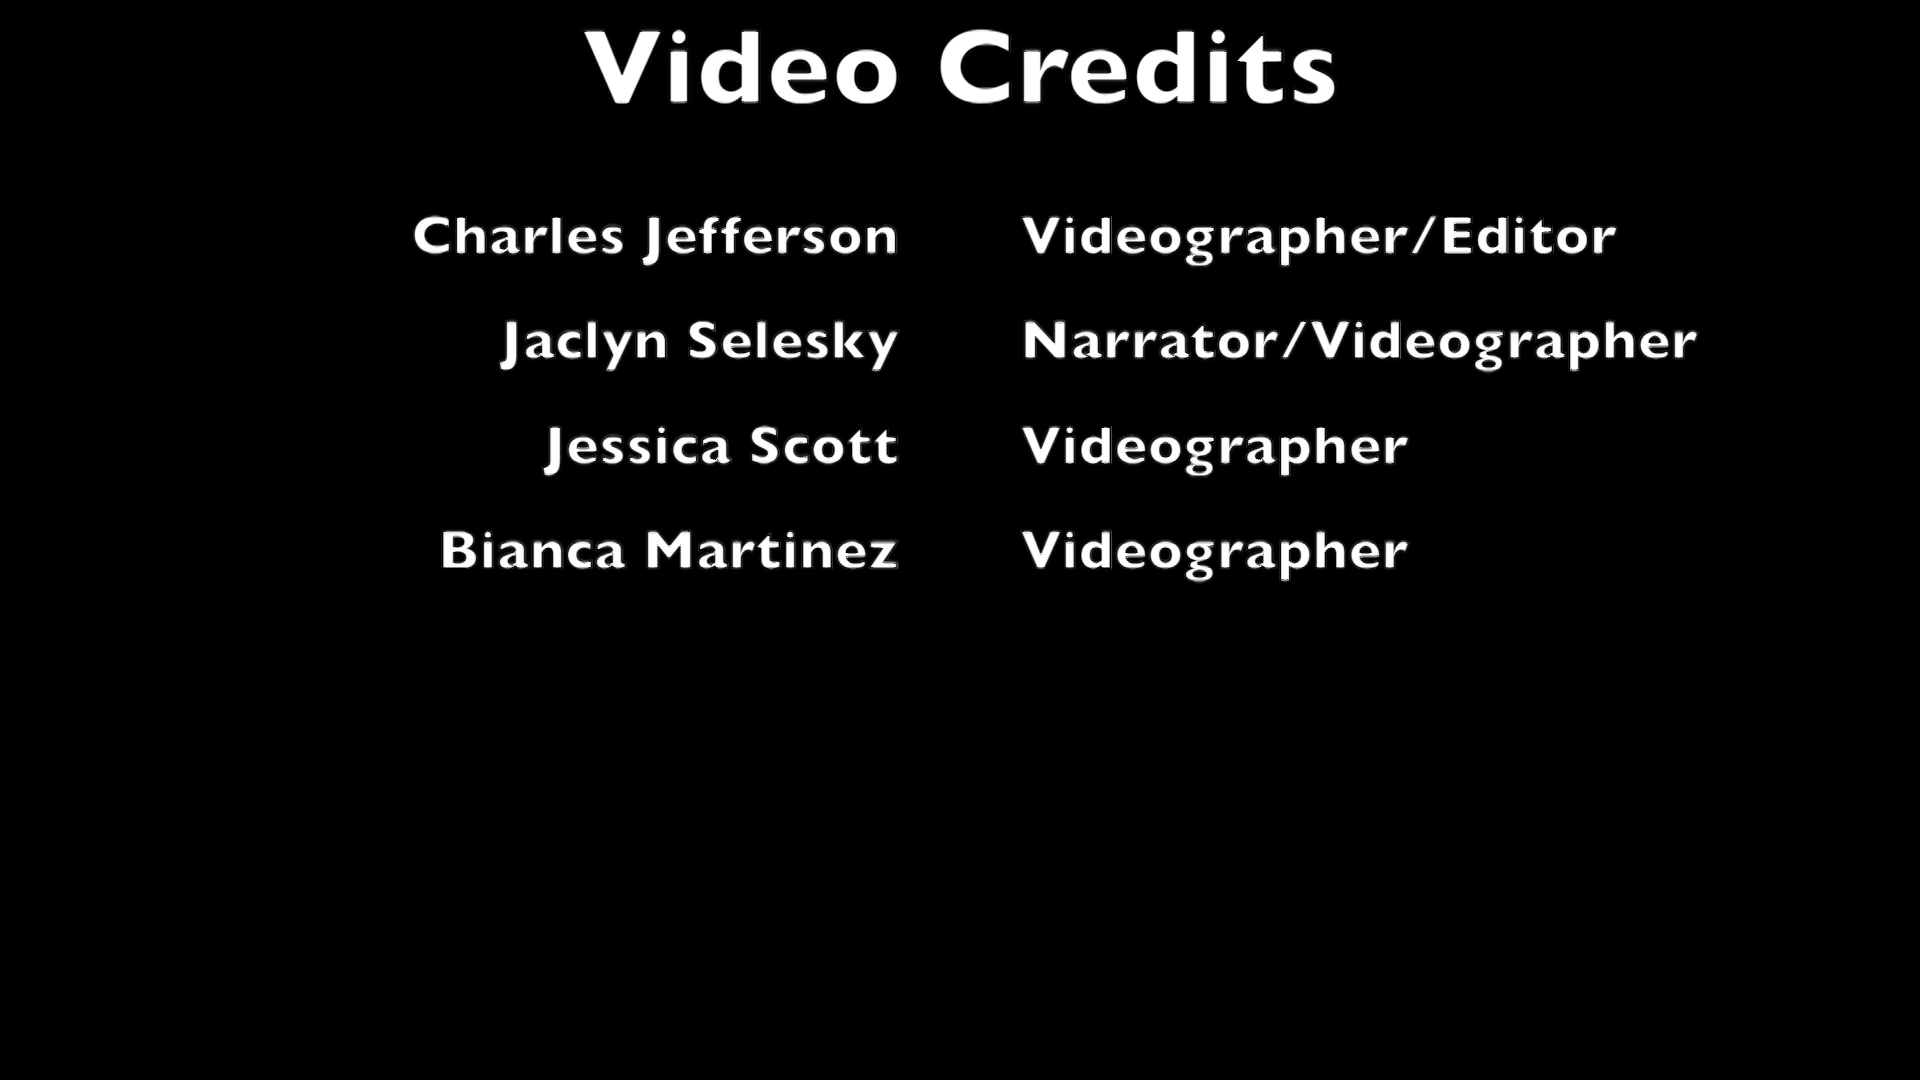 Video Credits
Charles Jefferson Videographer/Editor
Jaclyn Selesky Narrator/Videographer
Jessica Scott Videographer
Bianca Martinez Videographer